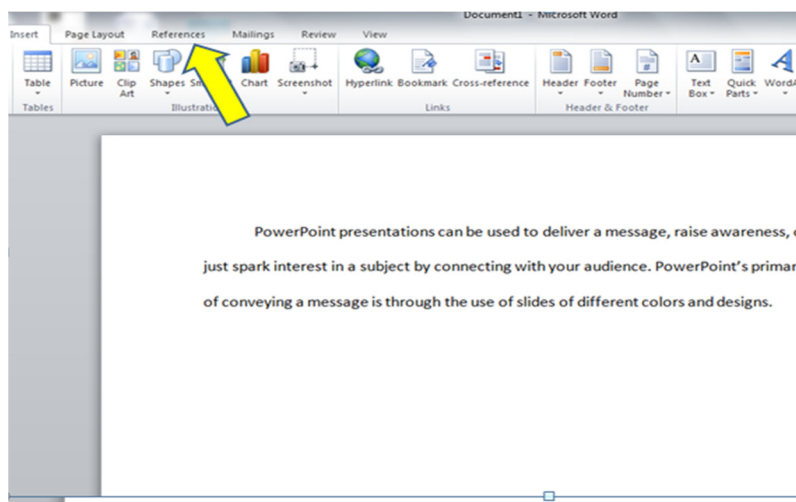 Document1 - Microsoft Word
Insert Page Layout References Mailings Review View
Table Picture Clip Art Shapes Chart Screenshot Hyperlink Bookmark Cross-reference Header Footer Page Number Text Box Quick Parts
Tables Links Header & Footer
PowerPoint presentations can be used to deliver a message, raise awareness,
just spark interest in a subject by connecting with your audience. PowerPoint's
of conveying a message is through the use of slides of different colors and designs.